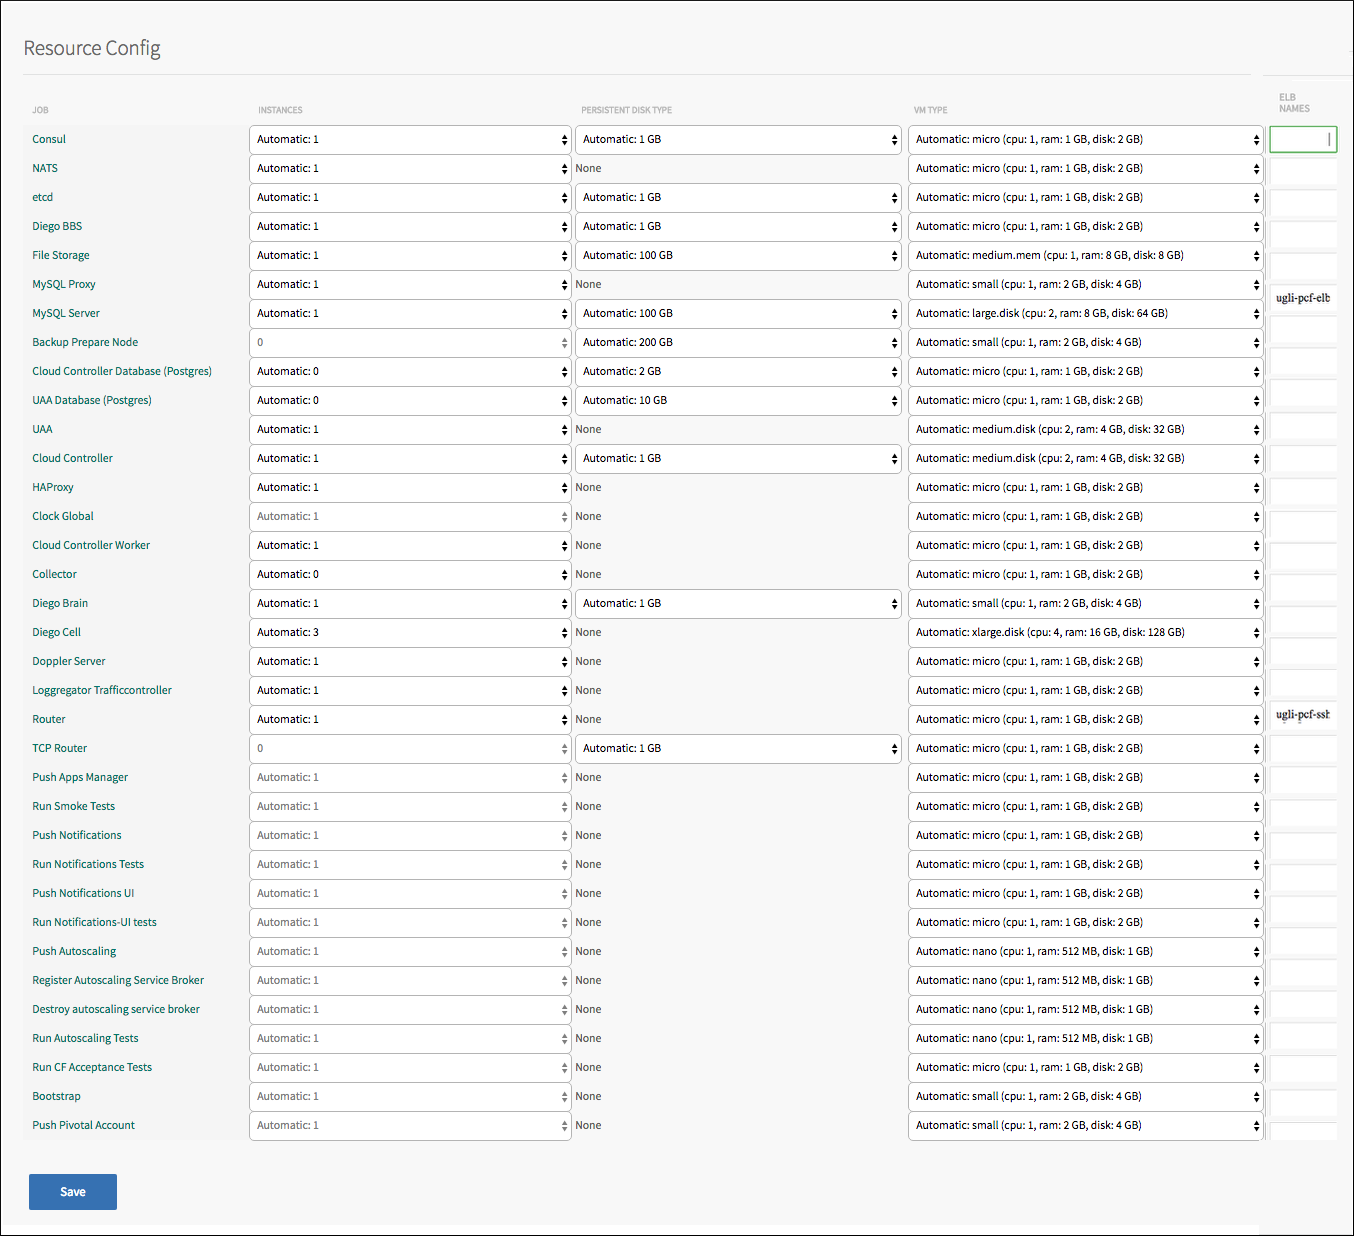 Resource Config
JOB INSTANCES PERSISTENT DISK TYPE VM TYPE ELB
NAMES
Consul Automatic: 1 Automatic: 1 GB Automatic: micro (cpu: 1, ram: 1 GB, disk: 2 GB)
NATS Automatic: 1 None Automatic: micro (cpu: 1, ram: 1 GB, disk: 2 GB)
etcd Automatic: 1 Automatic: 1 GB Automatic: micro (cpu: 1, ram: 1 GB, disk: 2 GB)
Diego BBS Automatic: 1 Automatic: 1 GB Automatic: micro (cpu: 1, ram: 1 GB, disk: 2 GB)
File Storage Automatic: 1 Automatic: 100 GB Automatic: medium.mem (cpu: 1, ram: 8 GB, disk: 8 GB)
MySQL Proxy Automatic: 1 None Automatic: small (cpu: 1, ram: 2 GB, disk: 4 GB) ugli-pcf-elb
MySQL Server Automatic: 1 Automatic: 100 GB Automatic: large.disk (cpu: 2, ram: 8 GB, disk: 64 GB)
Backup Prepare Node 0 Automatic: 200 GB Automatic: small (cpu: 1, ram: 2 GB, disk: 4 GB)
Cloud Controller Database (Postgres) Automatic: 0 Automatic: 2 GB Automatic: micro (cpu: 1, ram: 1 GB, disk: 2 GB)
UAA Database (Postgres) Automatic: 0 Automatic: 10 GB Automatic: micro (cpu: 1, ram: 1 GB, disk: 2 GB)
UAA Automatic: 1 None Automatic: medium.disk (cpu: 2, ram: 4 GB, disk: 32 GB)
Cloud Controller Automatic: 1 Automatic: 1 GB Automatic: medium.disk (cpu: 2, ram: 4 GB, disk: 32 GB)
HAProxy Automatic: 1 None Automatic: micro (cpu: 1, ram: 1 GB, disk: 2 GB)
Clock Global Automatic: 1 None Automatic: micro (cpu: 1, ram: 1 GB, disk: 2 GB)
Cloud Controller Worker Automatic: 1 None Automatic: micro (cpu: 1, ram: 1 GB, disk: 2 GB)
Collector Automatic: 0 None Automatic: micro (cpu: 1, ram: 1 GB, disk: 2 GB)
Diego Brain Automatic: 1 Automatic: 1 GB Automatic: small (cpu: 1, ram: 2 GB, disk: 4 GB)
Diego Cell Automatic: 3 None Automatic: xlarge.disk (cpu: 4, ram: 16 GB, disk: 128 GB)
Doppler Server Automatic: 1 None Automatic: micro (cpu: 1, ram: 1 GB, disk: 2 GB)
Loggregator Trafficcontroller Automatic: 1 None Automatic: micro (cpu: 1, ram: 1 GB, disk: 2 GB)
Router Automatic: 1 None Automatic: micro (cpu: 1, ram: 1 GB, disk: 2 GB) ugli-pcf-ssh
TCP Router 0 Automatic: 1 GB Automatic: micro (cpu: 1, ram: 1 GB, disk: 2 GB)
Push Apps Manager Automatic: 1 None Automatic: micro (cpu: 1, ram: 1 GB, disk: 2 GB)
Run Smoke Tests Automatic: 1 None Automatic: micro (cpu: 1, ram: 1 GB, disk: 2 GB)
Push Notifications Automatic: 1 None Automatic: micro (cpu: 1, ram: 1 GB, disk: 2 GB)
Run Notifications Tests Automatic: 1 None Automatic: micro (cpu: 1, ram: 1 GB, disk: 2 GB)
Push Notifications UI Automatic: 1 None Automatic: micro (cpu: 1, ram: 1 GB, disk: 2 GB)
Run Notifications-UI tests Automatic: 1 None Automatic: micro (cpu: 1, ram: 1 GB, disk: 2 GB)
Push Autoscaling Automatic: 1 None Automatic: nano (cpu: 1, ram: 512 MB, disk: 1 GB)
Register Autoscaling Service Broker Automatic: 1 None Automatic: nano (cpu: 1, ram: 512 MB, disk: 1 GB)
Destroy autoscaling service broker Automatic: 1 None Automatic: nano (cpu: 1, ram: 512 MB, disk: 1 GB)
Run Autoscaling Tests Automatic: 1 None Automatic: nano (cpu: 1, ram: 512 MB, disk: 1 GB)
Run CF Acceptance Tests Automatic: 1 None Automatic: micro (cpu: 1, ram: 1 GB, disk: 2 GB)
Bootstrap Automatic: 1 None Automatic: small (cpu: 1, ram: 2 GB, disk: 4 GB)
Push Pivotal Account Automatic: 1 None Automatic: small (cpu: 1, ram: 2 GB, disk: 4 GB)
Save